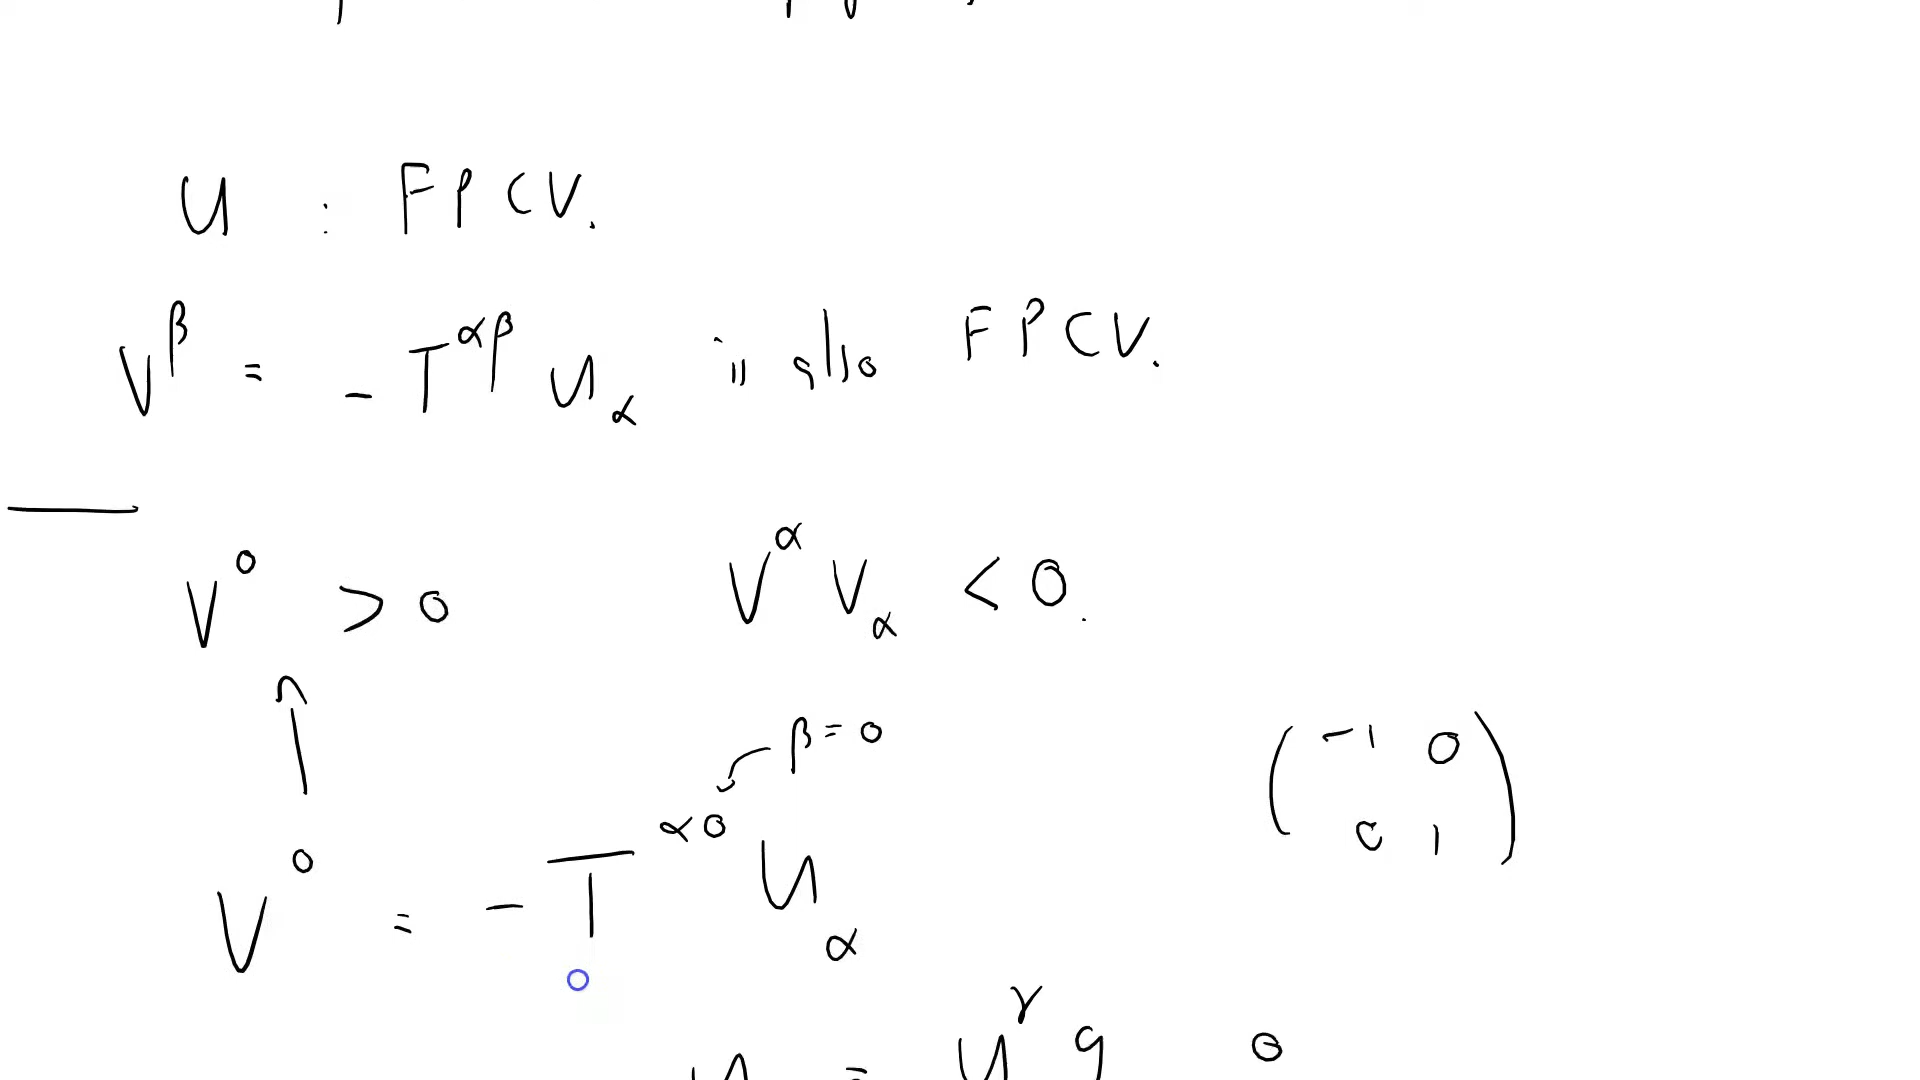 u : FPCV.
V^β = - T^{αβ} u_α is also FPCV.
V^0 > 0 V^α V_α < 0.
β = 0
V^0 = - T^{α0} u_α
( -1 0
0 1 )
= u^γ g